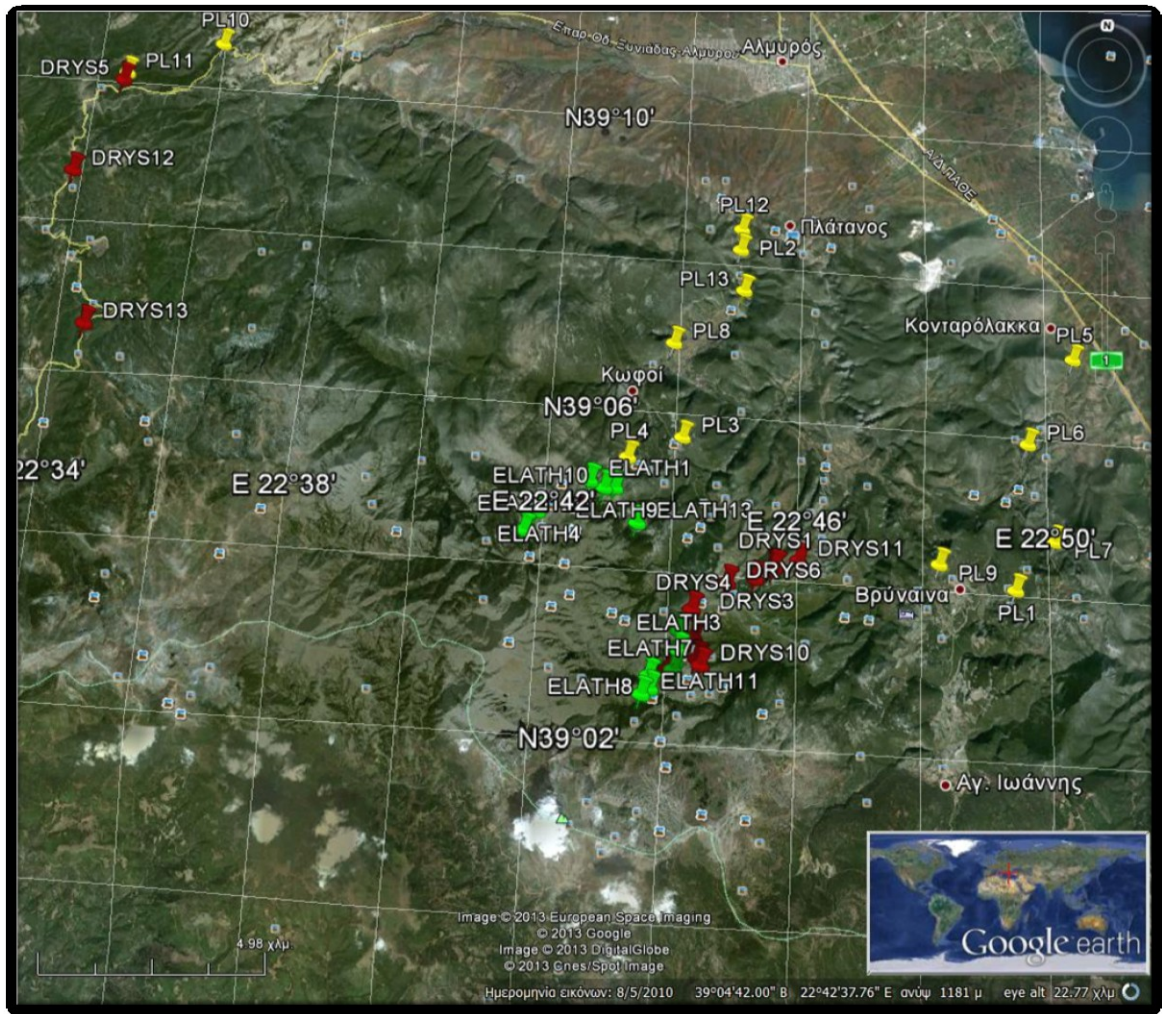 PL10
Επαρ Οδ. Ξυνιάδας-Αλμυρού
Αλμυρός
DRYS5
PL11
N39°10'
DRYS12
Α/Δ ΠΑΘΕ
PL12
Πλάτανος
PL2
PL13
DRYS13
Κονταρόλακκα
PL5
PL8
1
Κωφοί
N39°06'
PL3
PL6
PL4
22°34'
E 22°38'
ELATH10
ELATH1
E 22°42'
ELATH9
ELATH13
E 22°46'
ELATH4
DRYS1
DRYS11
E 22°50'
PL7
DRYS4
DRYS6
PL9
DRYS3
Βρύναινα
PL1
ELATH3
ELATH7
DRYS10
ELATH8
ELATH11
N39°02'
Αγ. Ιωάννης
Image © 2013 European Space Imaging
© 2013 Google
Image © 2013 DigitalGlobe
© 2013 Cnes/Spot Image
4.98 χλμ.
Google earth
Ημερομηνία εικόνων: 8/5/2010 39°04'42.00" Β 22°42'37.76" Ε ανύψ 1181 μ eye alt 22.77 χλμ
N